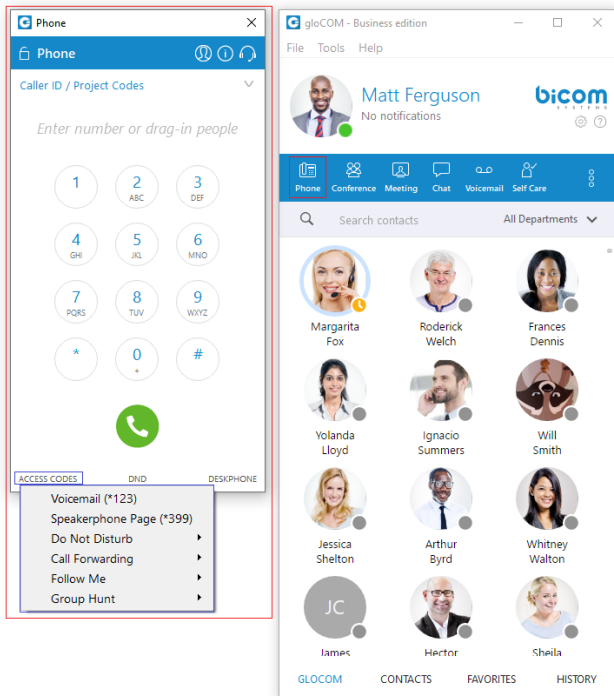 Phone
Phone
Caller ID / Project Codes
Enter number or drag-in people
1
2
3
ABC
DEF
4
5
6
GHI
JKL
MNO
7
8
9
PQRS
TUV
WXYZ
*
0
#
+
ACCESS CODES
DND
DESKPHONE
Voicemail (*123)
Speakerphone Page (*399)
Do Not Disturb
Call Forwarding
Follow Me
Group Hunt
gloCOM - Business edition
File Tools Help
Matt Ferguson
No notifications
bicom
SYSTEMS
Phone Conference Meeting Chat Voicemail Self Care
Search contacts
All Departments
Margarita
Fox
Roderick
Welch
Frances
Dennis
Yolanda
Lloyd
Ignacio
Summers
Will
Smith
Jessica
Shelton
Arthur
Byrd
Whitney
Walton
JC
James
Hector
Sheila
GLOCOM CONTACTS FAVORITES HISTORY